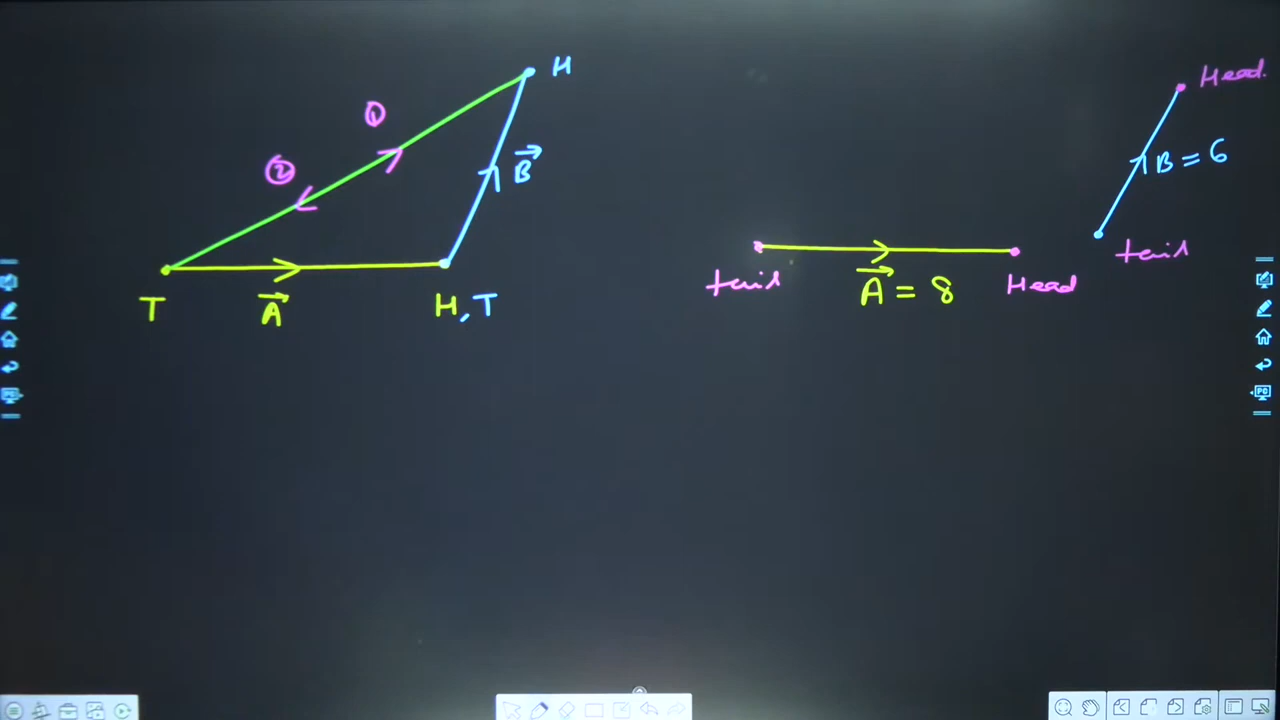 H
①
②
B⃗
T
A⃗
H, T
Head.
B = 6
tail
tail
A⃗ = 8
Head